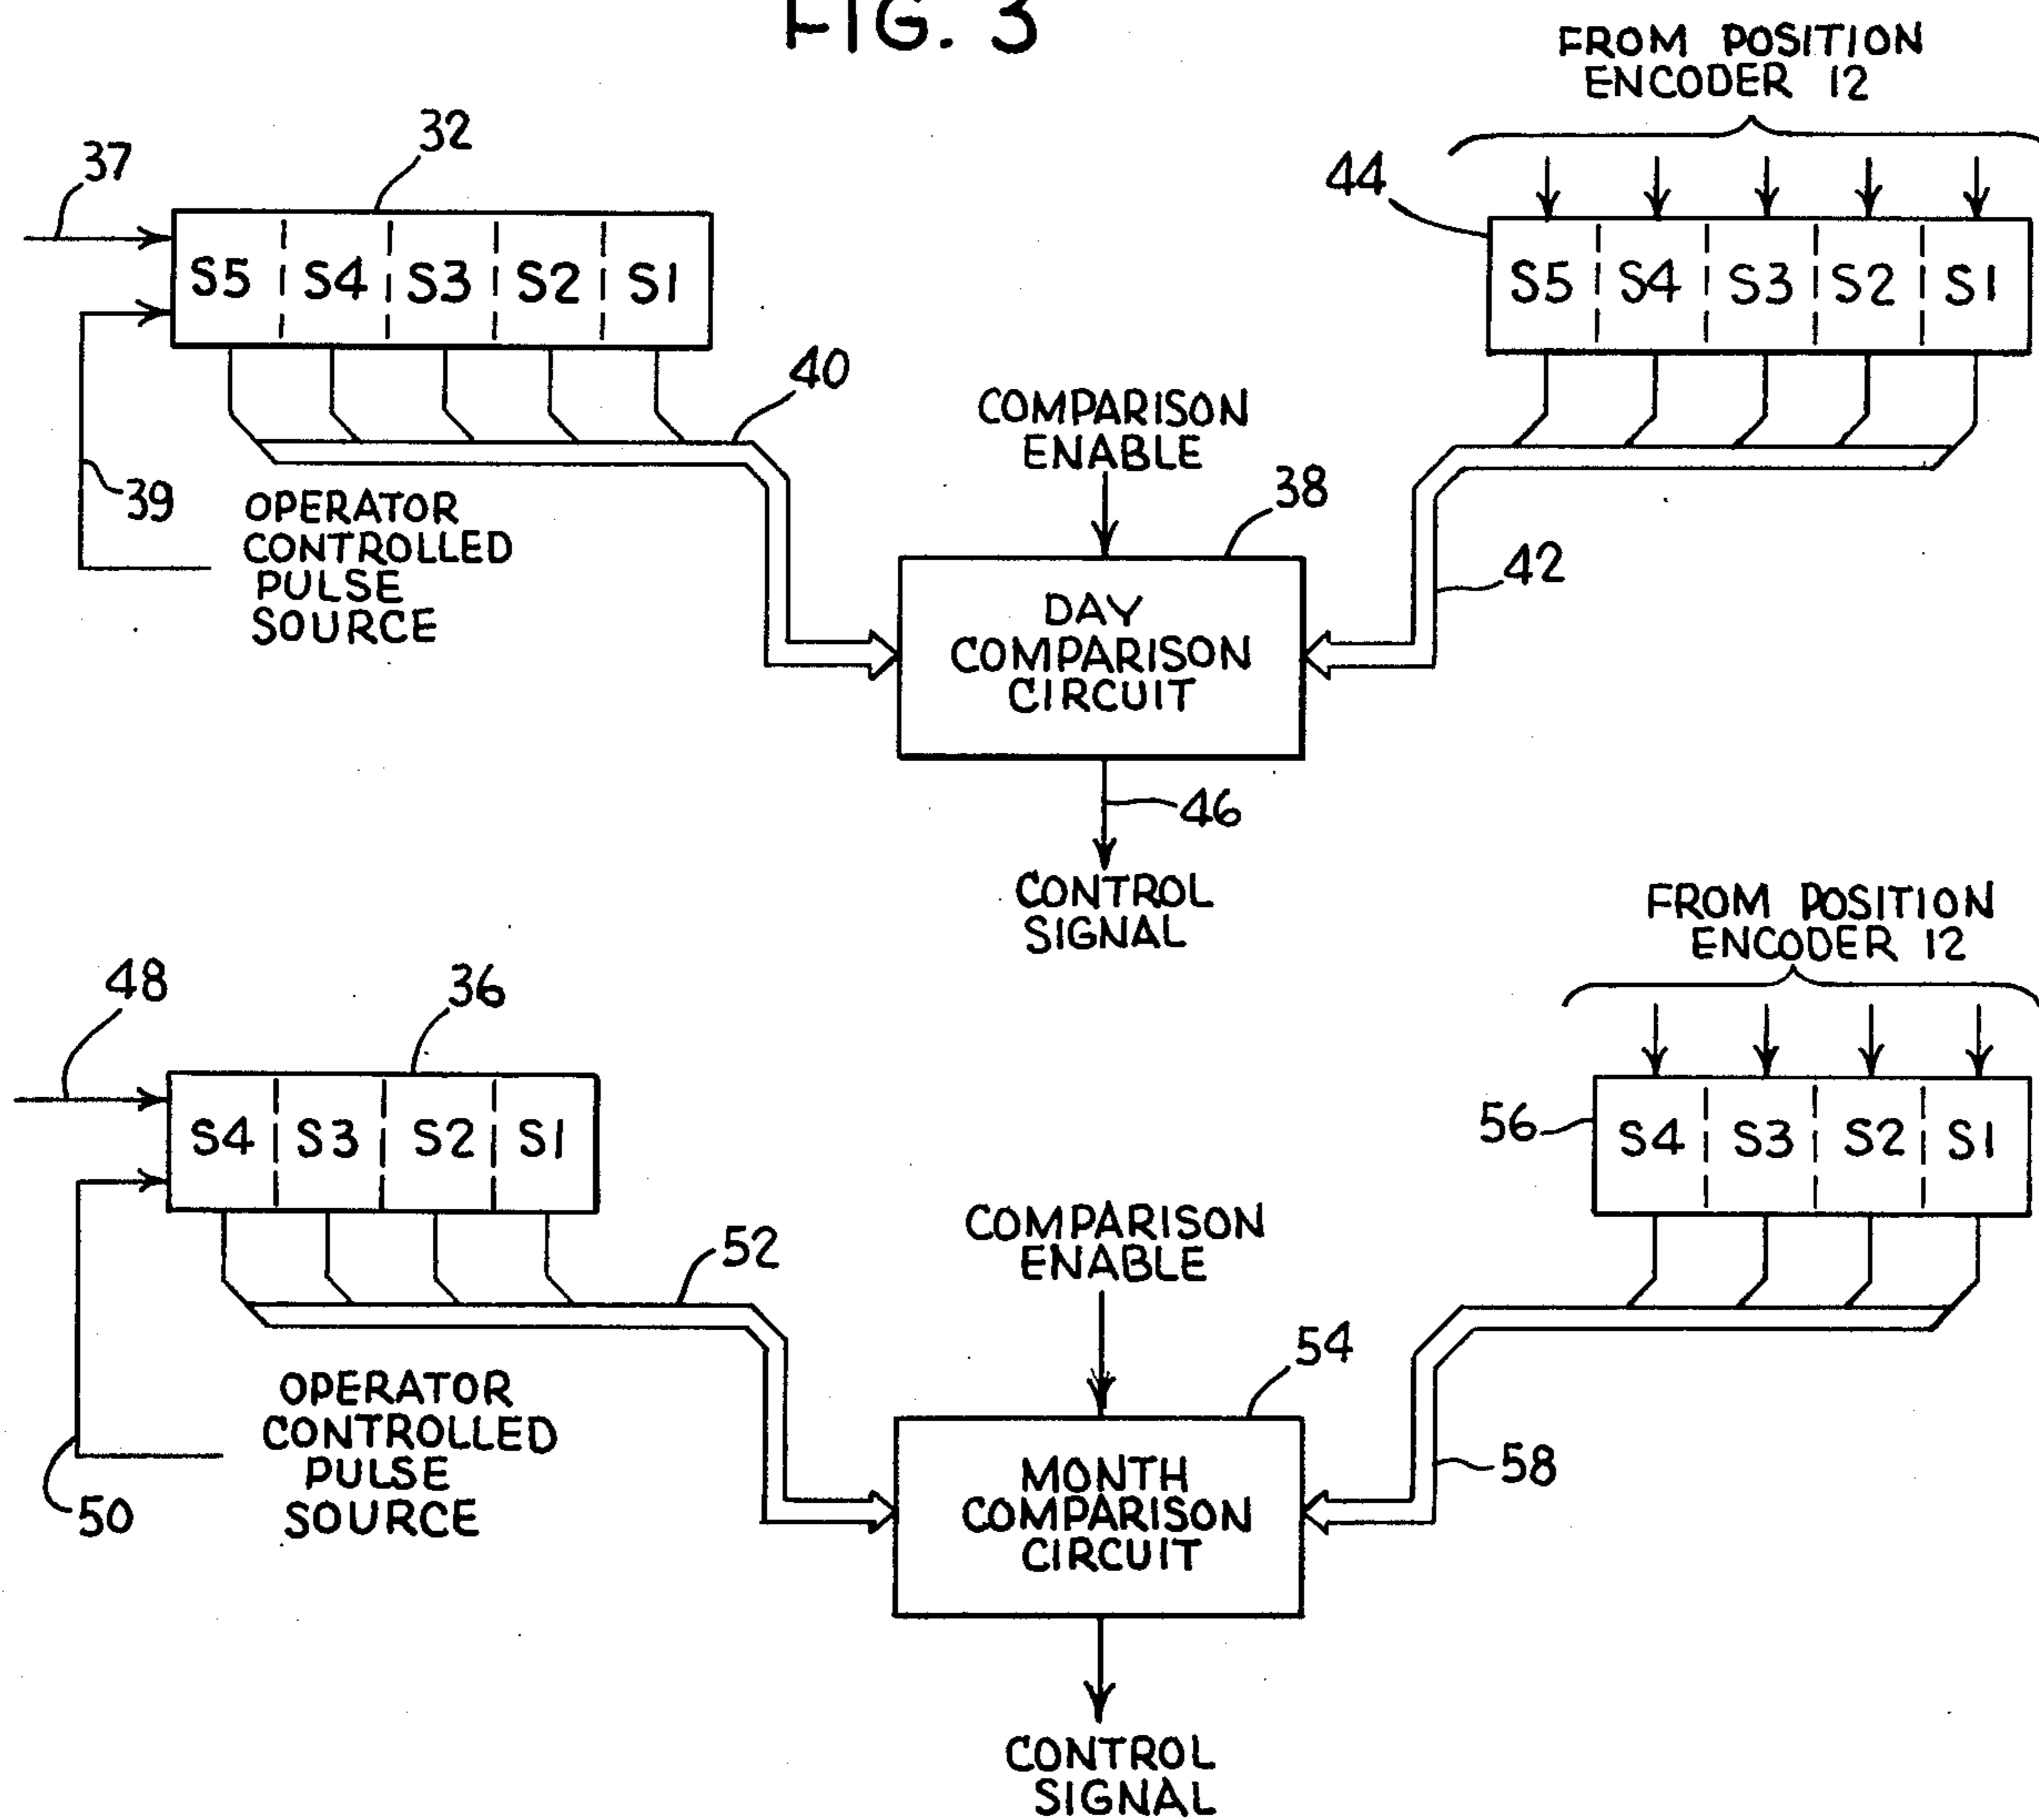 FIG. 3
FROM POSITION
ENCODER 12
37
32
44
S5 S4 S3 S2 S1
S5 S4 S3 S2 S1
40
COMPARISON
ENABLE
39
38
OPERATOR
CONTROLLED
PULSE
SOURCE
42
DAY
COMPARISON
CIRCUIT
46
CONTROL
SIGNAL
FROM POSITION
ENCODER 12
48
36
56
S4 S3 S2 S1
S4 S3 S2 S1
52
COMPARISON
ENABLE
54
OPERATOR
CONTROLLED
PULSE
SOURCE
50
58
MONTH
COMPARISON
CIRCUIT
CONTROL
SIGNAL